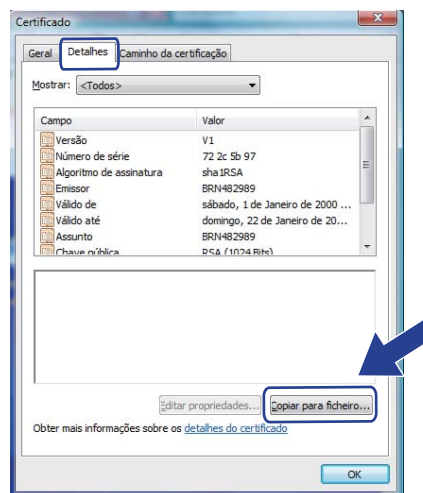 Certificado
Geral Detalhes Caminho da certificação
Mostrar: <Todos>
Campo Valor
Versão V1
Número de série 72 2c 5b 97
Algoritmo de assinatura sha1RSA
Emissor BRN482989
Válido de sábado, 1 de Janeiro de 2000 ...
Válido até domingo, 22 de Janeiro de 20...
Assunto BRN482989
Chave pública RSA (1024 Bits)
Editar propriedades... Copiar para ficheiro...
Obter mais informações sobre os detalhes do certificado
OK